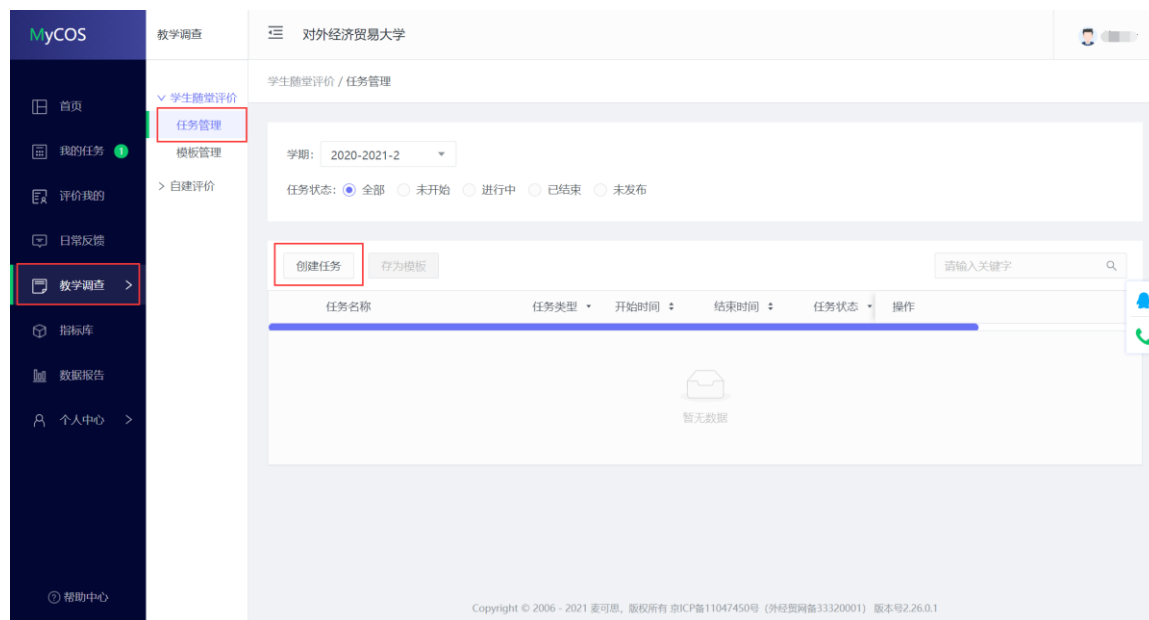 MyCOS
教学调查
对外经济贸易大学
学生随堂评价 / 任务管理
首页
我的任务 1
评价我的
日常反馈
教学调查 >
指标库
数据报告
个人中心 >
帮助中心
学生随堂评价
任务管理
模板管理
> 自建评价
学期: 2020-2021-2
任务状态: 全部 未开始 进行中 已结束 未发布
创建任务 存为模板 请输入关键字
任务名称 任务类型 开始时间 结束时间 任务状态 操作
暂无数据
Copyright © 2006 - 2021 麦可思，版权所有 京ICP备11047450号（外经贸网备33320001） 版本号2.26.0.1